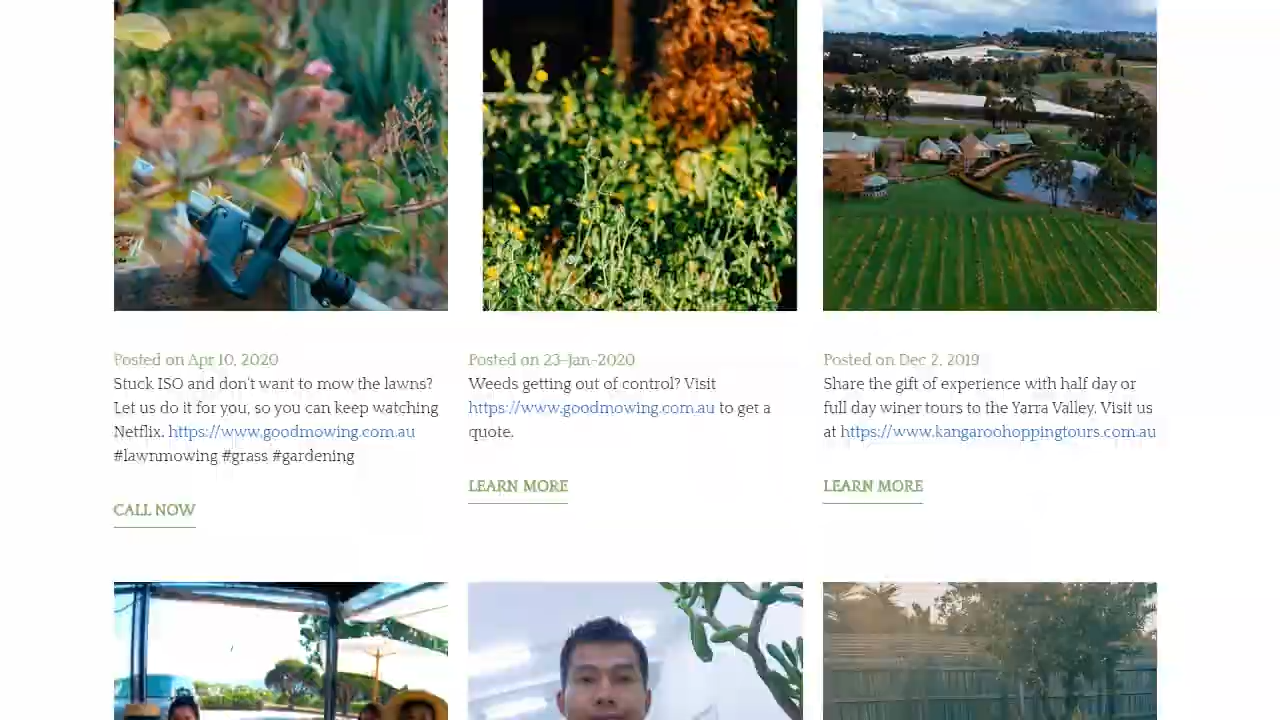 Posted on Apr 10, 2020
Stuck ISO and don't want to mow the lawns?
Let us do it for you, so you can keep watching
Netflix. https://www.goodmowing.com.au
#lawnmowing #grass #gardening
CALL NOW
Posted on 23-Jan-2020
Weeds getting out of control? Visit
https://www.goodmowing.com.au to get a
quote.
LEARN MORE
Posted on Dec 2, 2019
Share the gift of experience with half day or
full day winer tours to the Yarra Valley. Visit us
at https://www.kangaroohoppingtours.com.au
LEARN MORE